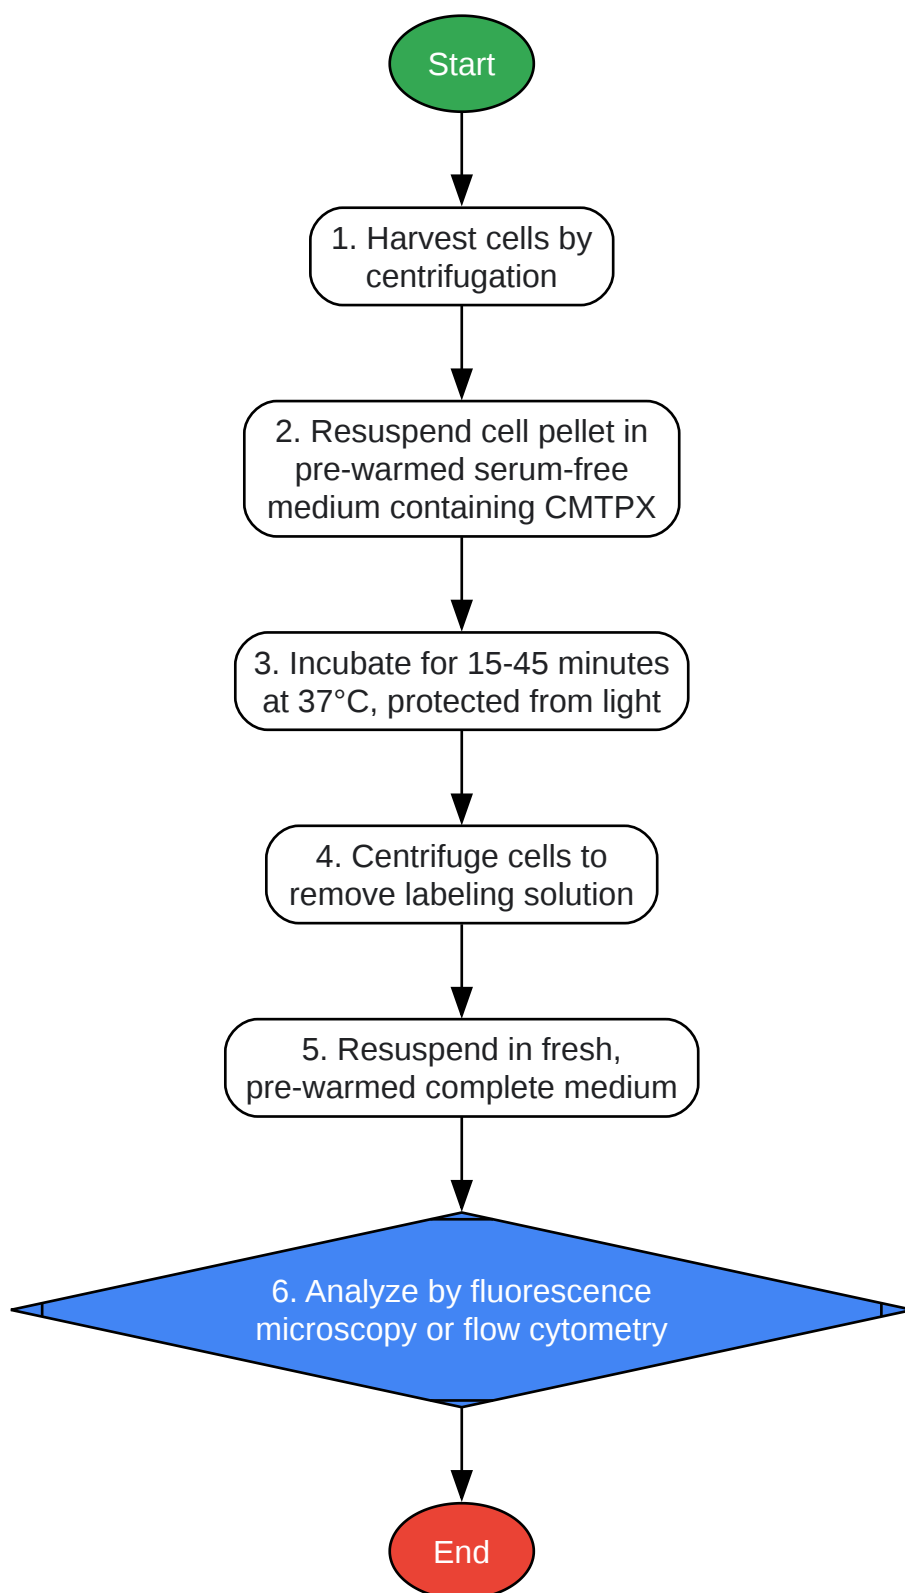 Start
1. Harvest cells by
centrifugation
2. Resuspend cell pellet in
pre-warmed serum-free
medium containing CMTPX
3. Incubate for 15-45 minutes
at 37°C, protected from light
4. Centrifuge cells to
remove labeling solution
5. Resuspend in fresh,
pre-warmed complete medium
6. Analyze by fluorescence
microscopy or flow cytometry
End